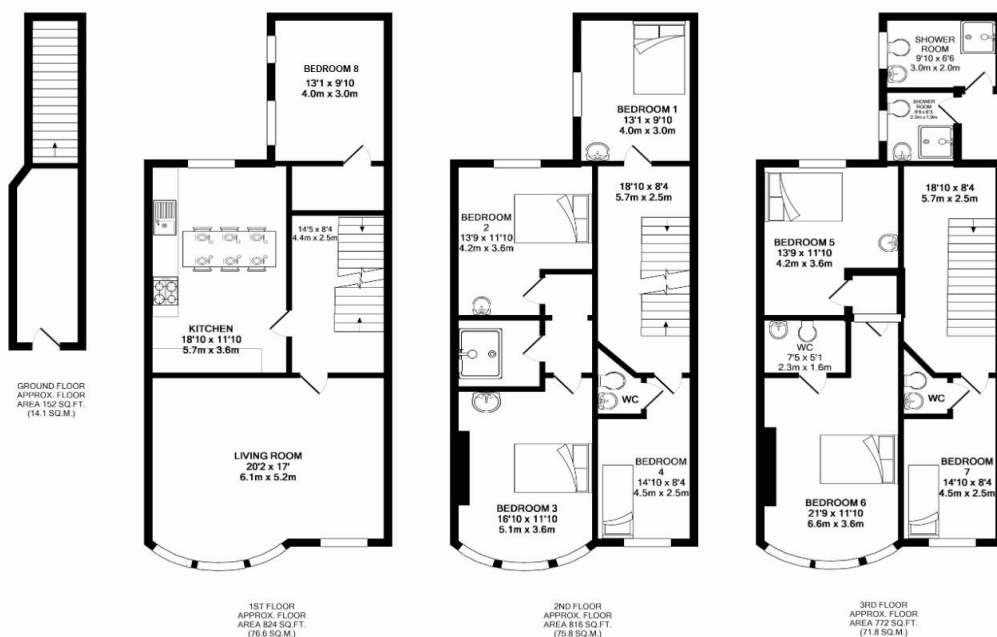 GROUND FLOOR
APPROX. FLOOR
AREA 152 SQ.FT.
(14.1 SQ.M.)
BEDROOM 8
13'1 x 9'10
4.0m x 3.0m
14'5 x 8'4
4.4m x 2.5m
KITCHEN
18'10 x 11'10
5.7m x 3.6m
LIVING ROOM
20'2 x 17'
6.1m x 5.2m
1ST FLOOR
APPROX. FLOOR
AREA 824 SQ.FT.
(76.6 SQ.M.)
BEDROOM 1
13'1 x 9'10
4.0m x 3.0m
18'10 x 8'4
5.7m x 2.5m
BEDROOM
2
13'9 x 11'10
4.2m x 3.6m
WC
BEDROOM
4
14'10 x 8'4
4.5m x 2.5m
BEDROOM 3
16'10 x 11'10
5.1m x 3.6m
2ND FLOOR
APPROX. FLOOR
AREA 816 SQ.FT.
(75.8 SQ.M.)
SHOWER
ROOM
9'10 x 6'6
3.0m x 2.0m
SHOWER
ROOM
2.0m x 1.9m
18'10 x 8'4
5.7m x 2.5m
BEDROOM 5
13'9 x 11'10
4.2m x 3.6m
WC
7'5 x 5'1
2.3m x 1.6m
WC
BEDROOM
7
14'10 x 8'4
4.5m x 2.5m
BEDROOM 6
21'9 x 11'10
6.6m x 3.6m
3RD FLOOR
APPROX. FLOOR
AREA 772 SQ.FT.
(71.8 SQ.M.)